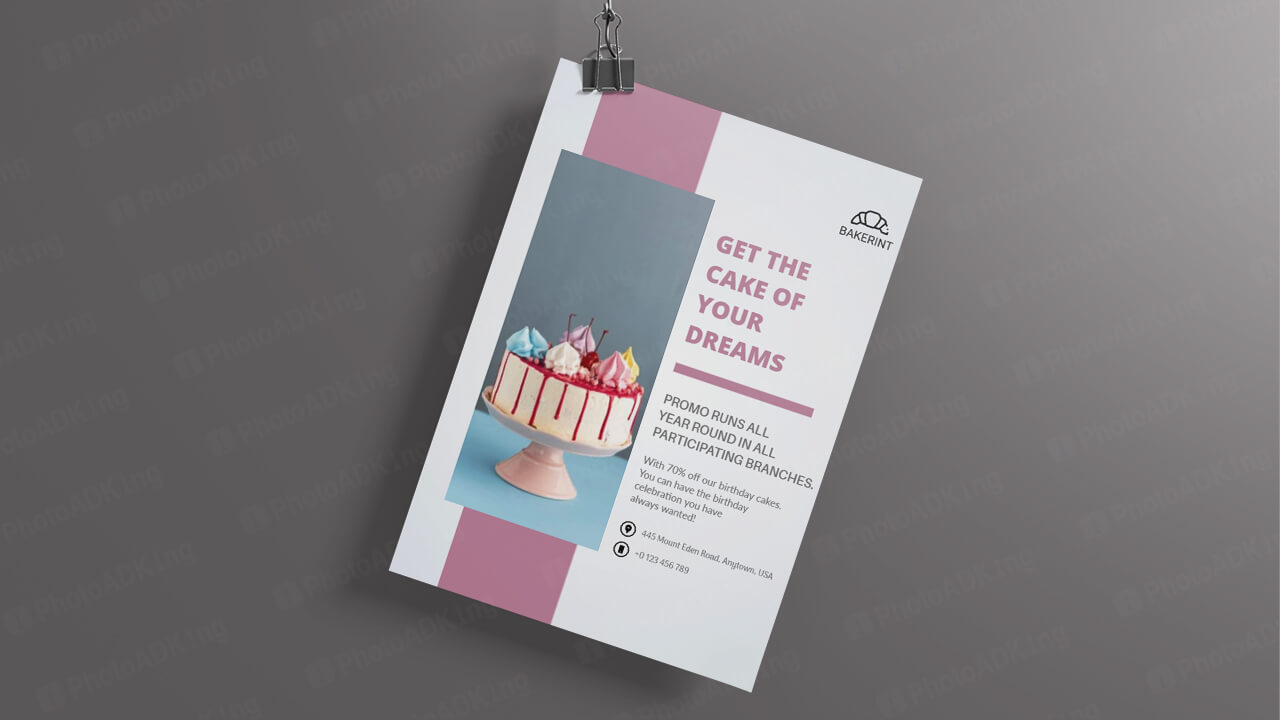 BAKERINT
GET THE
CAKE OF
YOUR
DREAMS
PROMO RUNS ALL
YEAR ROUND IN ALL
PARTICIPATING BRANCHES.
With 70% off our birthday cakes.
You can have the birthday
celebration you have
always wanted!
445 Mount Eden Road, Anytown, USA
+0 123 456 789
PhotoADKing